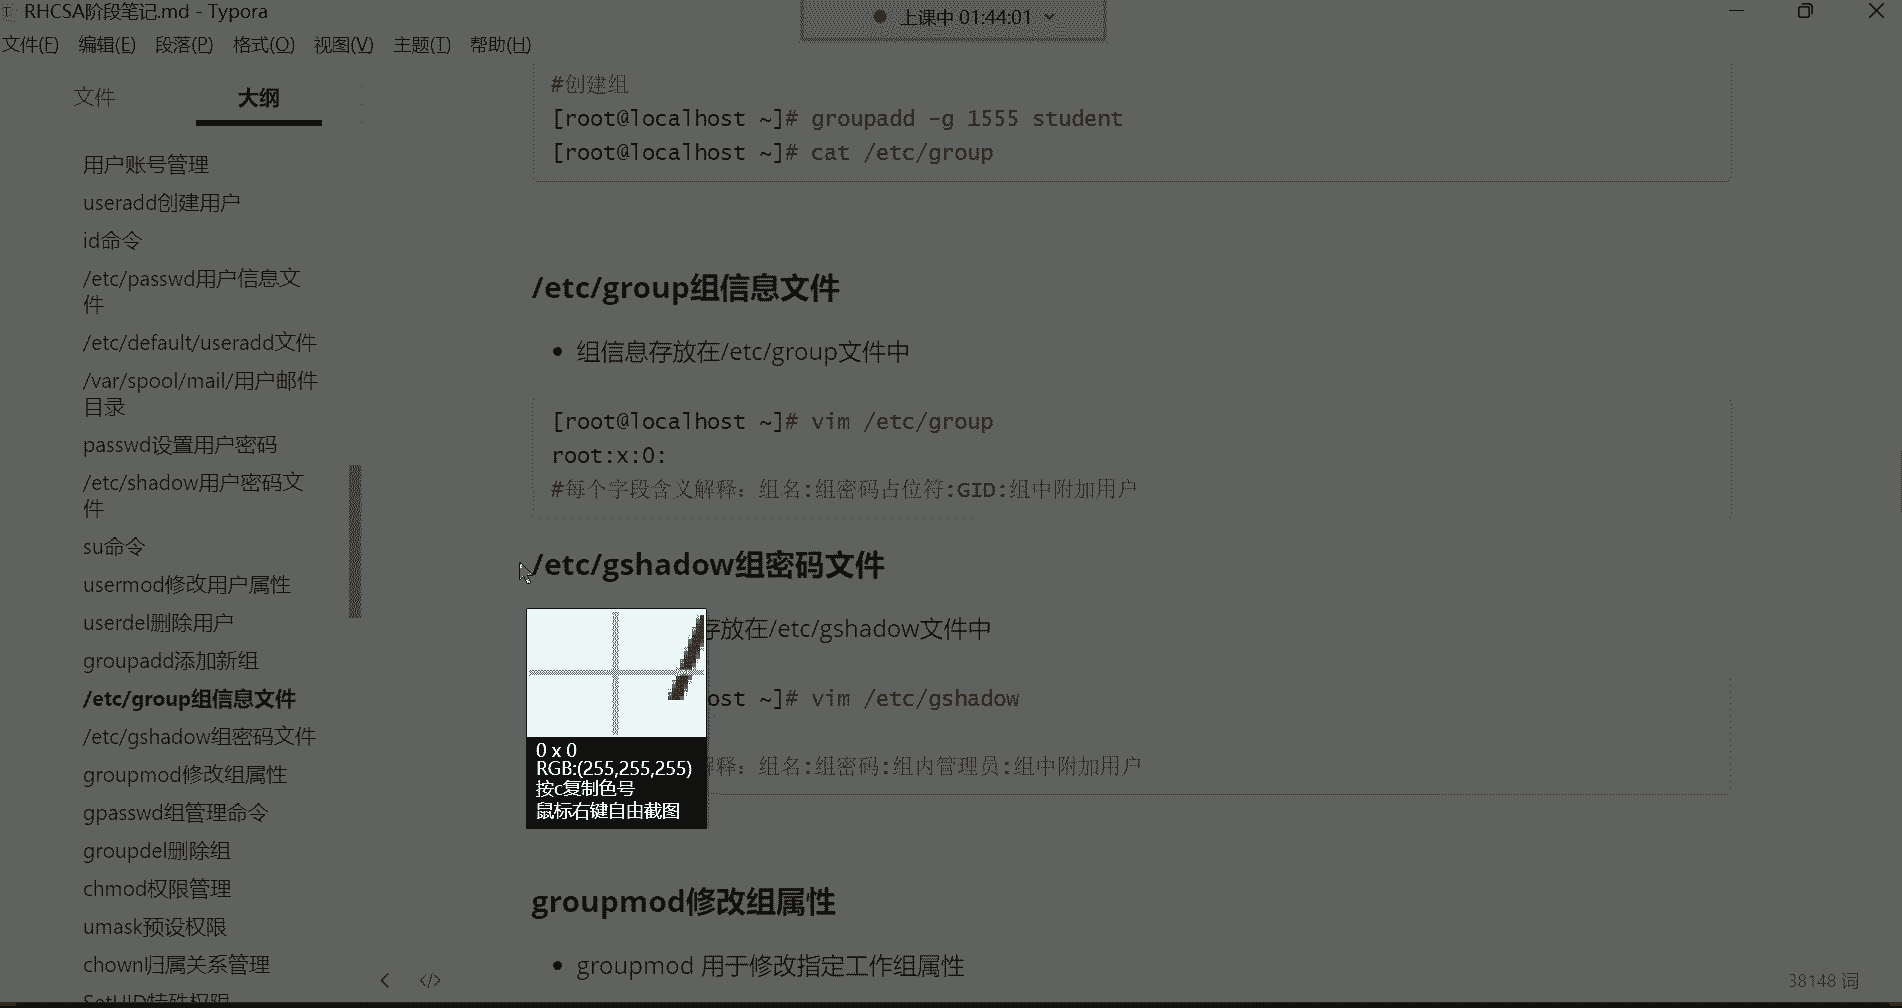 RHCSA阶段笔记.md - Typora
上课中 01:44:01
文件(F) 编辑(E) 段落(P) 格式(O) 视图(V) 主题(T) 帮助(H)
文件 大纲
用户账号管理
useradd创建用户
id命令
/etc/passwd用户信息文
件
/etc/default/useradd文件
/var/spool/mail/用户邮件
目录
passwd设置用户密码
/etc/shadow用户密码文
件
su命令
usermod修改用户属性
userdel删除用户
groupadd添加新组
/etc/group组信息文件
/etc/gshadow组密码文件
groupmod修改组属性
gpasswd组管理命令
groupdel删除组
chmod权限管理
umask预设权限
chown归属关系管理
SetUID特殊权限
#创建组
[root@localhost ~]# groupadd -g 1555 student
[root@localhost ~]# cat /etc/group
/etc/group组信息文件
组信息存放在/etc/group文件中
[root@localhost ~]# vim /etc/group
root:x:0:
#每个字段含义解释：组名:组密码占位符:GID:组中附加用户
/etc/gshadow组密码文件
存放在/etc/gshadow文件中
ost ~]# vim /etc/gshadow
解释：组名:组密码:组内管理员:组中附加用户
0 x 0
RGB:(255,255,255)
按c复制色号
鼠标右键自由截图
groupmod修改组属性
groupmod 用于修改指定工作组属性
38148 词